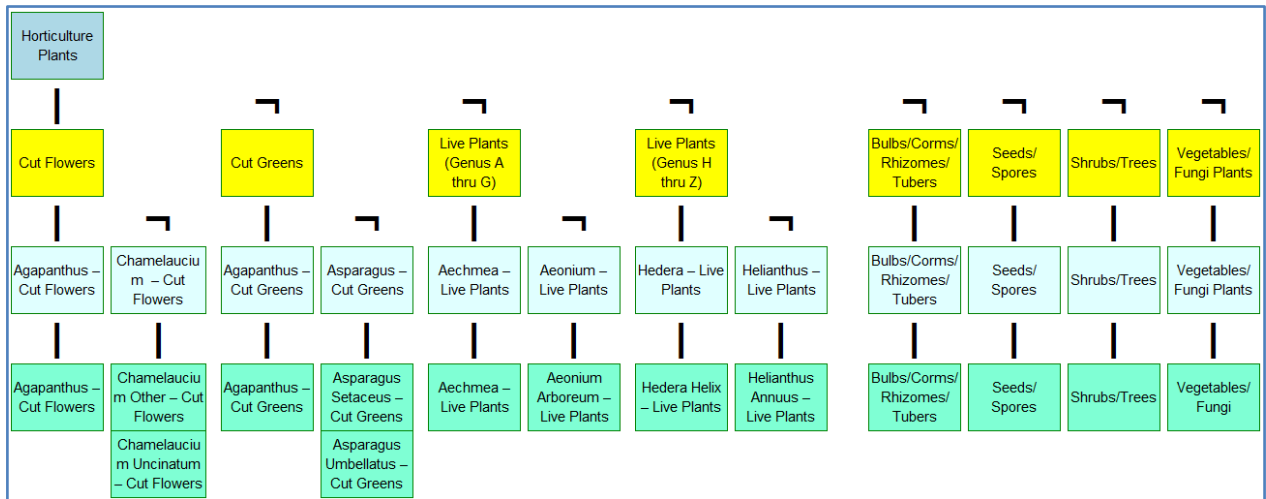 Horticulture
Plants
Cut Flowers
Cut Greens
Live Plants
(Genus A
thru G)
Live Plants
(Genus H
thru Z)
Bulbs/Corms/
Rhizomes/
Tubers
Seeds/
Spores
Shrubs/Trees
Vegetables/
Fungi Plants
Agapanthus –
Cut Flowers
Chamelauciu
m – Cut
Flowers
Agapanthus –
Cut Greens
Asparagus –
Cut Greens
Aechmea –
Live Plants
Aeonium –
Live Plants
Hedera – Live
Plants
Helianthus –
Live Plants
Bulbs/Corms/
Rhizomes/
Tubers
Seeds/
Spores
Shrubs/Trees
Vegetables/
Fungi Plants
Agapanthus –
Cut Flowers
Chamelauciu
m Other – Cut
Flowers
Agapanthus –
Cut Greens
Asparagus
Setaceus –
Cut Greens
Aechmea –
Live Plants
Aeonium
Arboreum –
Live Plants
Hedera Helix
– Live Plants
Helianthus
Annuus –
Live Plants
Bulbs/Corms/
Rhizomes/
Tubers
Seeds/
Spores
Shrubs/Trees
Vegetables/
Fungi
Chamelauciu
m Uncinatum
– Cut Flowers
Asparagus
Umbellatus –
Cut Greens